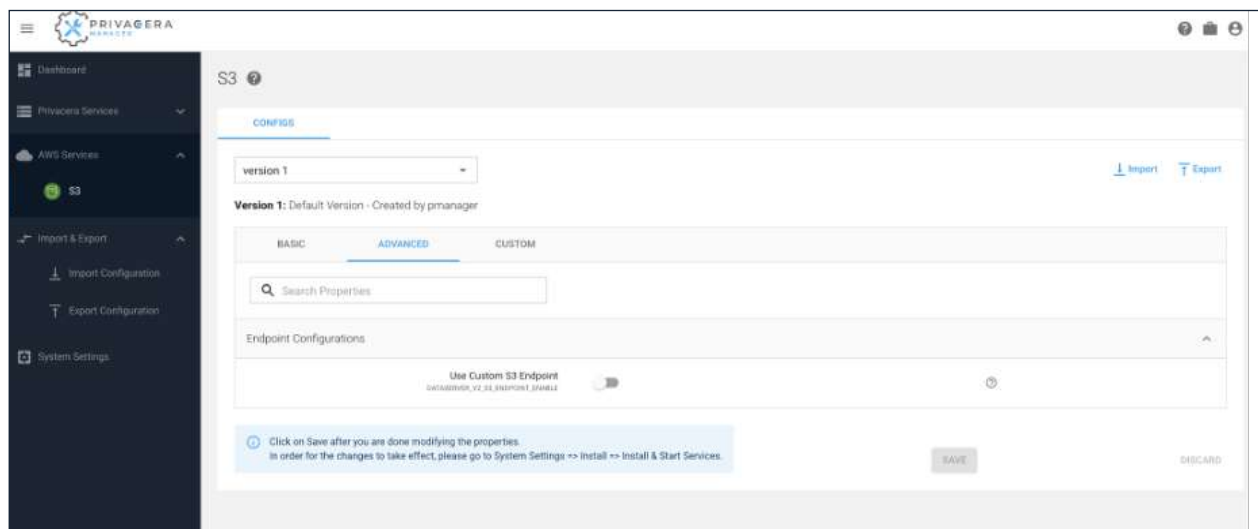 PRIVACERA
MANAGER
Dashboard
Privacera Services
AWS Services
S3
Import & Export
Import Configuration
Export Configuration
System Settings
S3
CONFIGS
version 1
Import
Export
Version 1: Default Version - Created by pmanager
BASIC
ADVANCED
CUSTOM
Search Properties
Endpoint Configurations
Use Custom S3 Endpoint
DATASERVER_V2_S3_ENDPOINT_ENABLE
Click on Save after you are done modifying the properties.
In order for the changes to take effect, please go to System Settings => Install => Install & Start Services.
SAVE
DISCARD